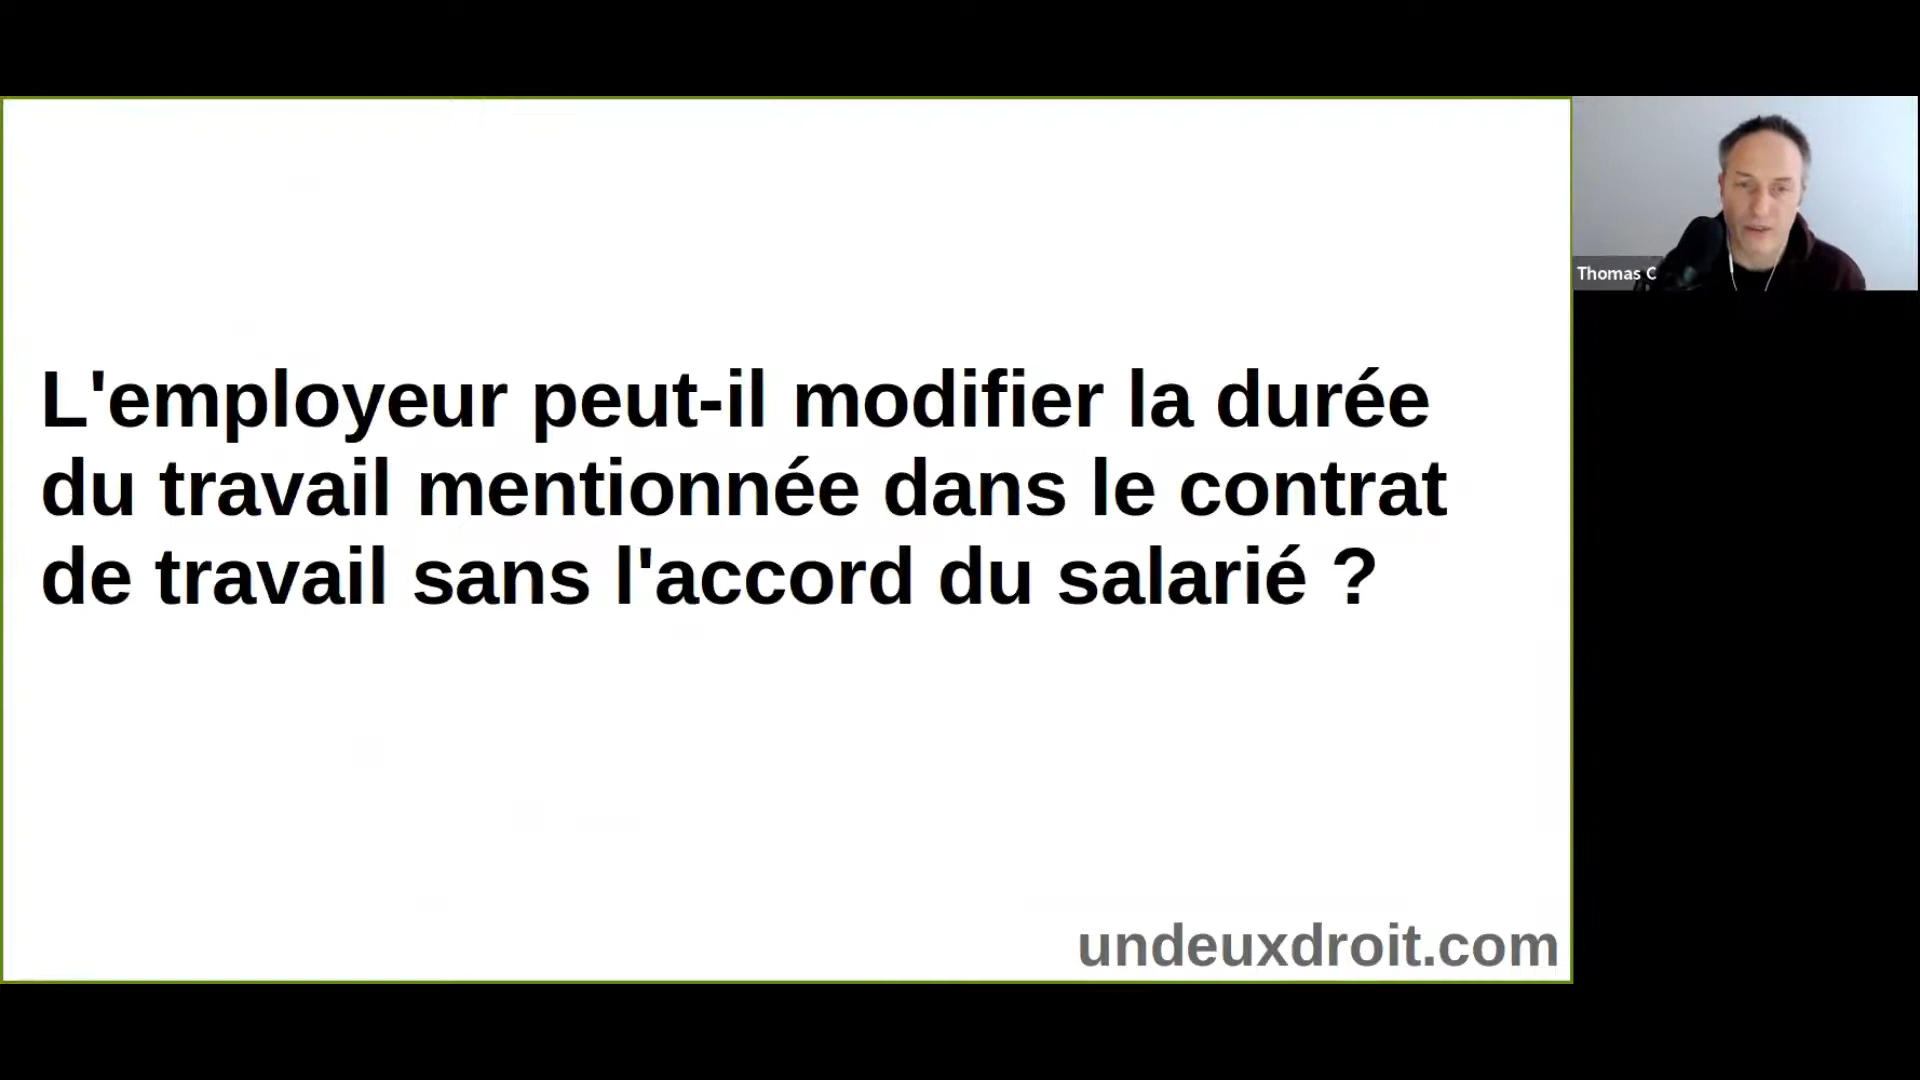 L'employeur peut-il modifier la durée
du travail mentionnée dans le contrat
de travail sans l'accord du salarié ?
undeuxdroit.com
Thomas C